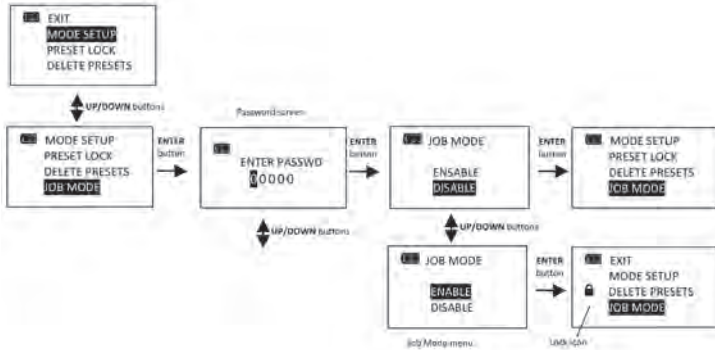 EXIT
MODE SETUP
PRESET LOCK
DELETE PRESETS
UP/DOWN buttons
Password screen
MODE SETUP
PRESET LOCK
DELETE PRESETS
JOB MODE
ENTER
button
ENTER PASSWD
00000
UP/DOWN buttons
ENTER
button
JOB MODE
ENSABLE
DISABLE
ENTER
button
MODE SETUP
PRESET LOCK
DELETE PRESETS
JOB MODE
UP/DOWN buttons
JOB MODE
ENABLE
DISABLE
Job Mode menu
ENTER
button
EXIT
MODE SETUP
DELETE PRESETS
JOB MODE
Lock icon